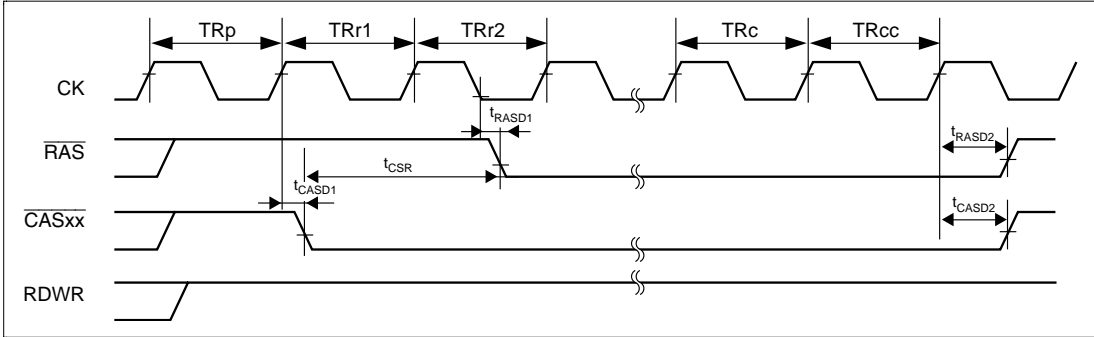 TRp TRr1 TRr2 TRc TRcc
CK
tRASD1
RAS
tRASD2
tCSR
tCASD1
CASxx
tCASD2
RDWR